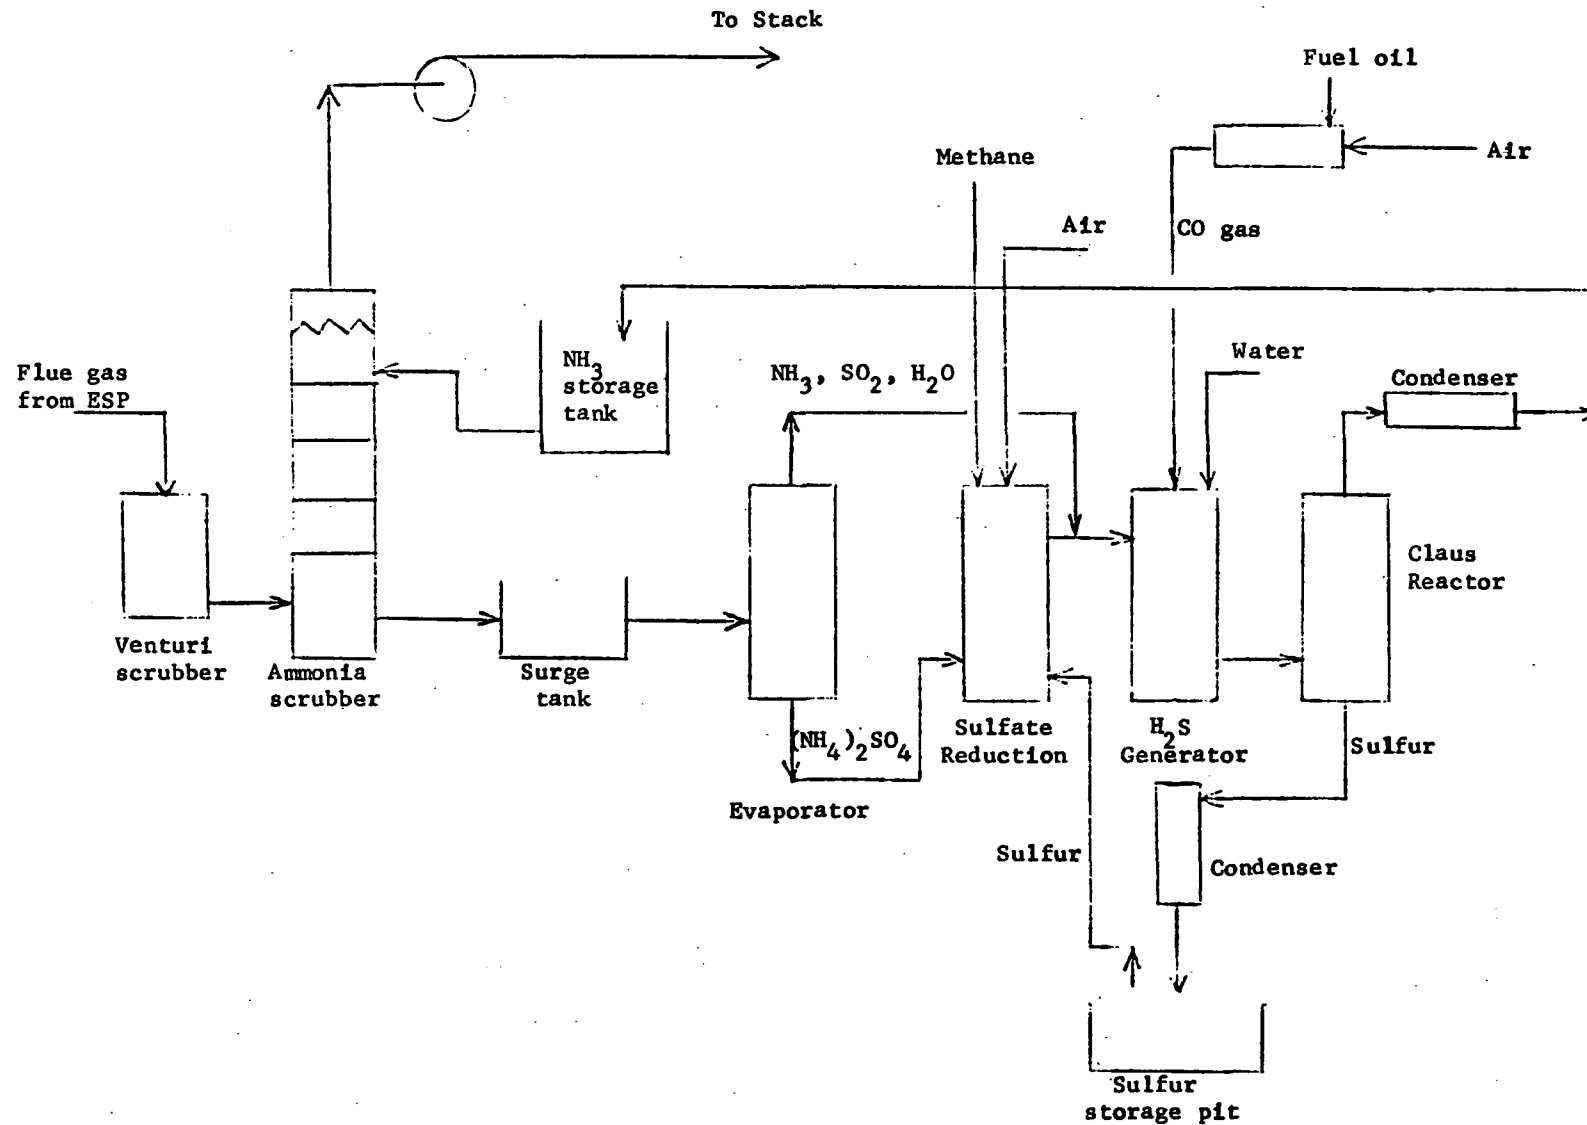 To Stack
Fuel oil
Air
Methane
Air
CO gas
Flue gas
from ESP
NH3
storage
tank
NH3, SO2, H2O
Water
Condenser
Claus
Reactor
Venturi
scrubber
Ammonia
scrubber
Surge
tank
(NH4)2SO4
Evaporator
Sulfate
Reduction
H2S
Generator
Sulfur
Sulfur
Condenser
Sulfur
storage pit